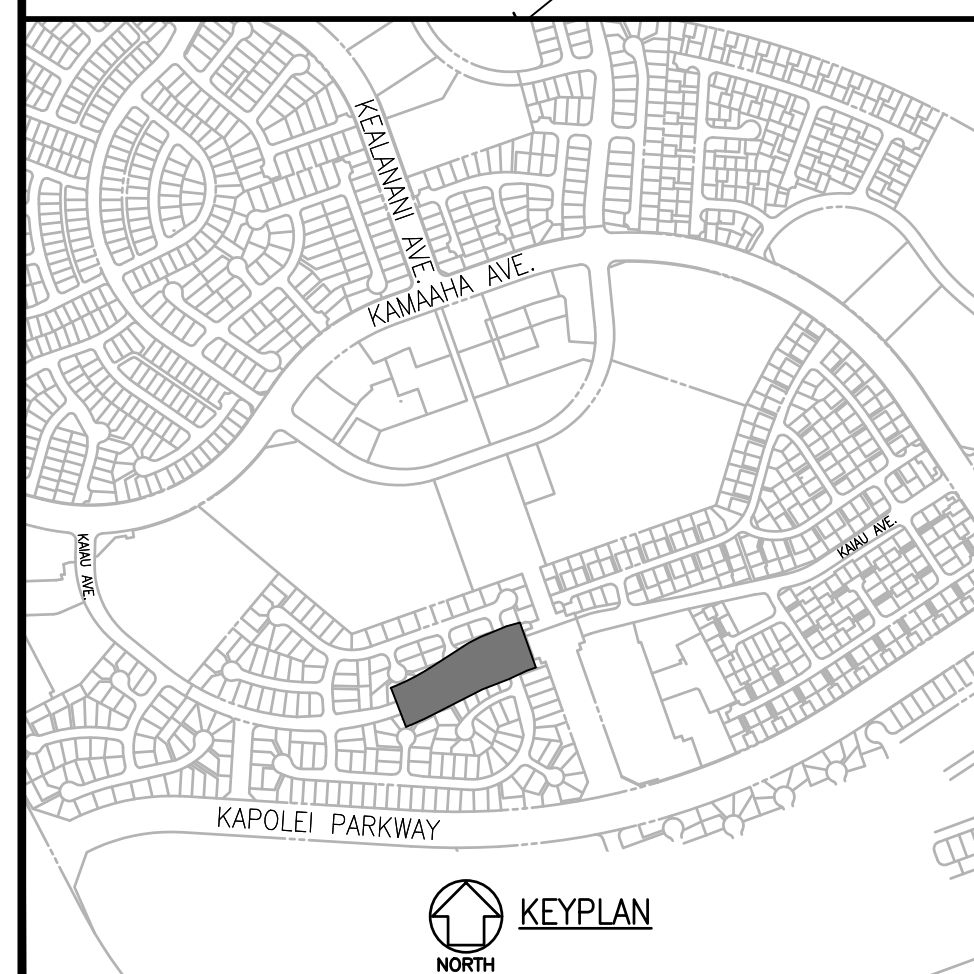 KEALANANI AVE.
KAMAAHA AVE.
KAIAU AVE.
KAIAU AVE.
KAPOLEI PARKWAY
KEYPLAN
NORTH